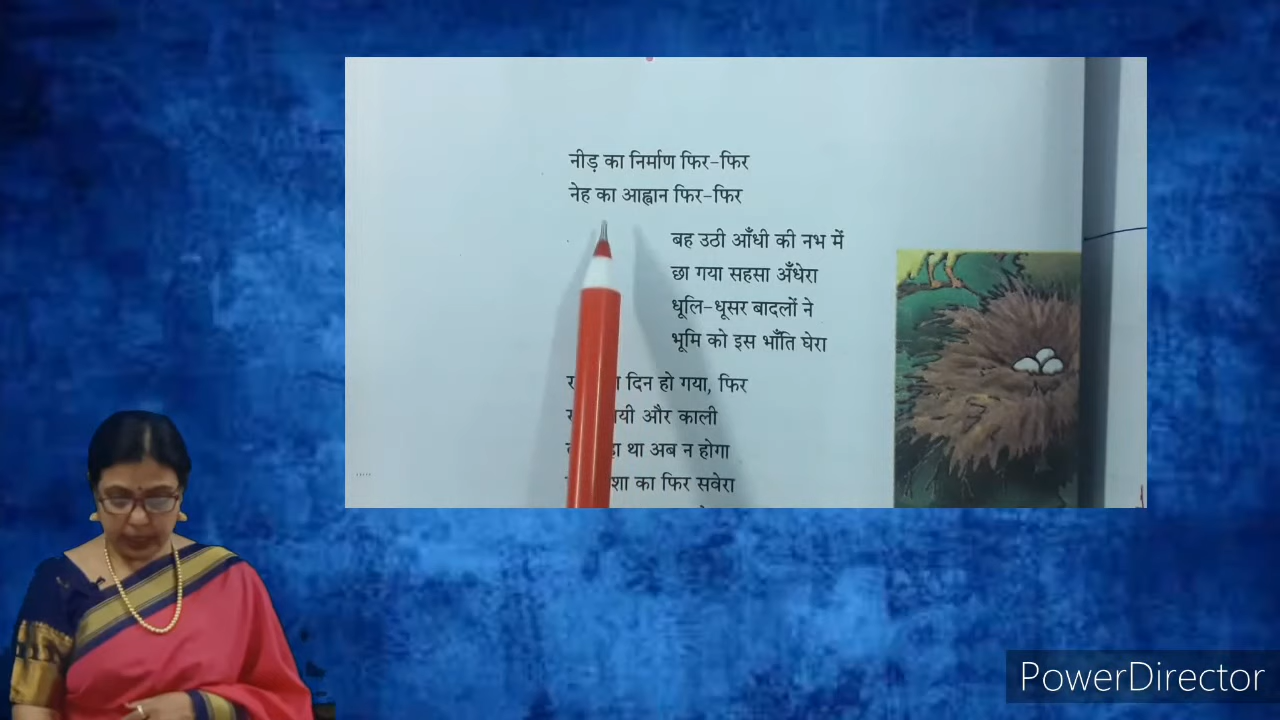 नीड़ का निर्माण फिर-फिर
नेह का आह्वान फिर-फिर
बह उठी आँधी की नभ में
छा गया सहसा अँधेरा
धूलि-धूसर बादलों ने
भूमि को इस भाँति घेरा
दिन हो गया, फिर
और काली
था अब न होगा
का फिर सवेरा
PowerDirector